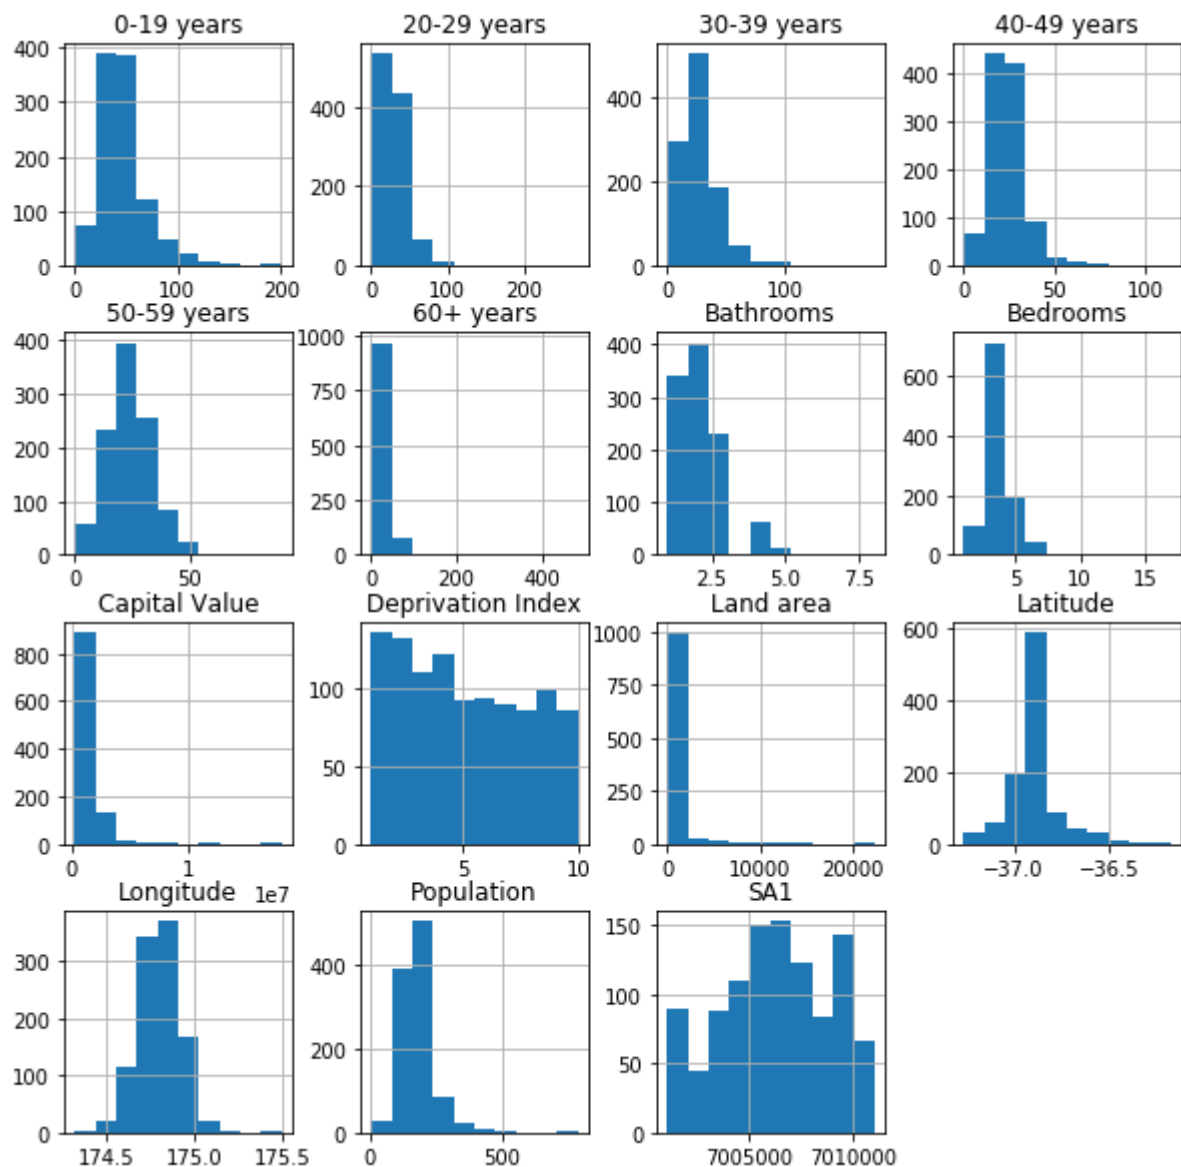 0-19 years
400
300
200
100
0
0 100 200
20-29 years
400
200
0
0 100 200
30-39 years
400
200
0
0 100
40-49 years
400
300
200
100
0
0 50 100
50-59 years
400
300
200
100
0
0 50
60+ years
1000
750
500
250
0
0 200 400
Bathrooms
400
300
200
100
0
2.5 5.0 7.5
Bedrooms
600
400
200
0
5 10 15
Capital Value
800
600
400
200
0
0 1
1e7
Deprivation Index
100
50
0
5 10
Land area
1000
750
500
250
0
0 10000 20000
Latitude
600
400
200
0
−37.0 −36.5
Longitude
300
200
100
0
174.5 175.0 175.5
Population
400
200
0
0 500
SA1
150
100
50
0
7005000 7010000